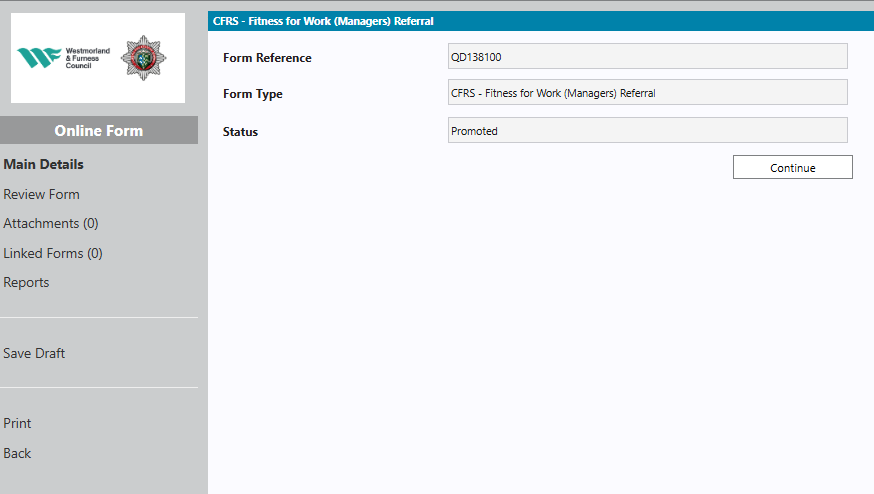 Westmorland
& Furness
Council
Online Form
Main Details
Review Form
Attachments (0)
Linked Forms (0)
Reports
Save Draft
Print
Back
CFRS - Fitness for Work (Managers) Referral
Form Reference
QD138100
Form Type
CFRS - Fitness for Work (Managers) Referral
Status
Promoted
Continue